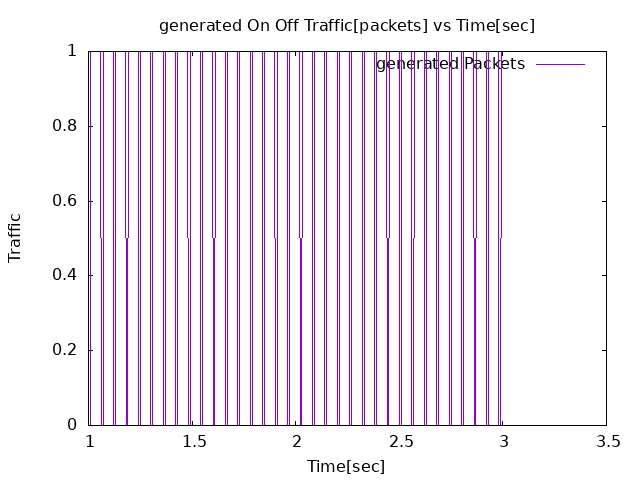 generated On Off Traffic[packets] vs Time[sec]
generated Packets
1
0.8
0.6
0.4
0.2
0
Traffic
1 1.5 2 2.5 3 3.5
Time[sec]